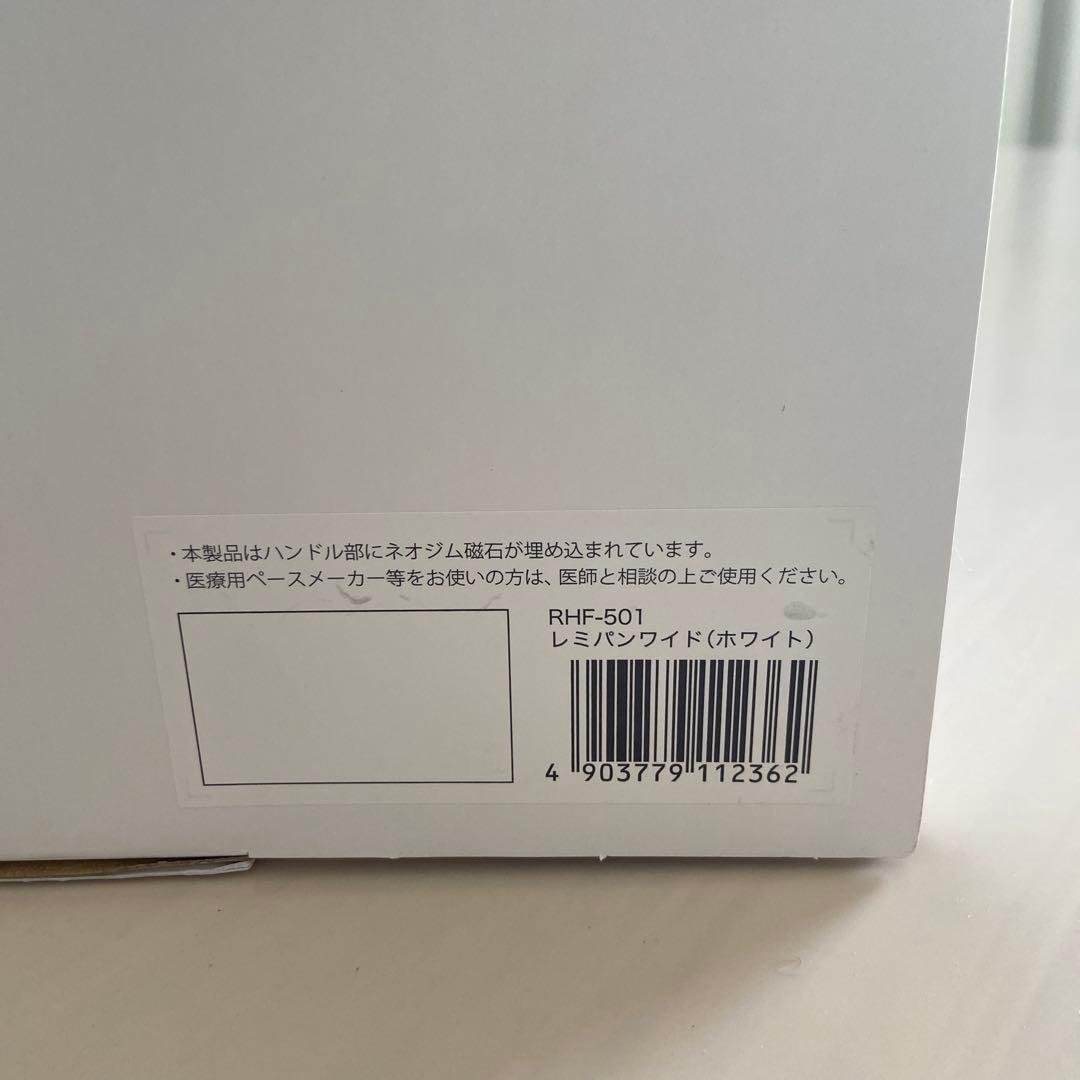 ・本製品はハンドル部にネオジム磁石が埋め込まれています。
・医療用ペースメーカー等をお使いの方は、医師と相談の上ご使用ください。
RHF-501
レミパンワイド（ホワイト）
4 903779 112362